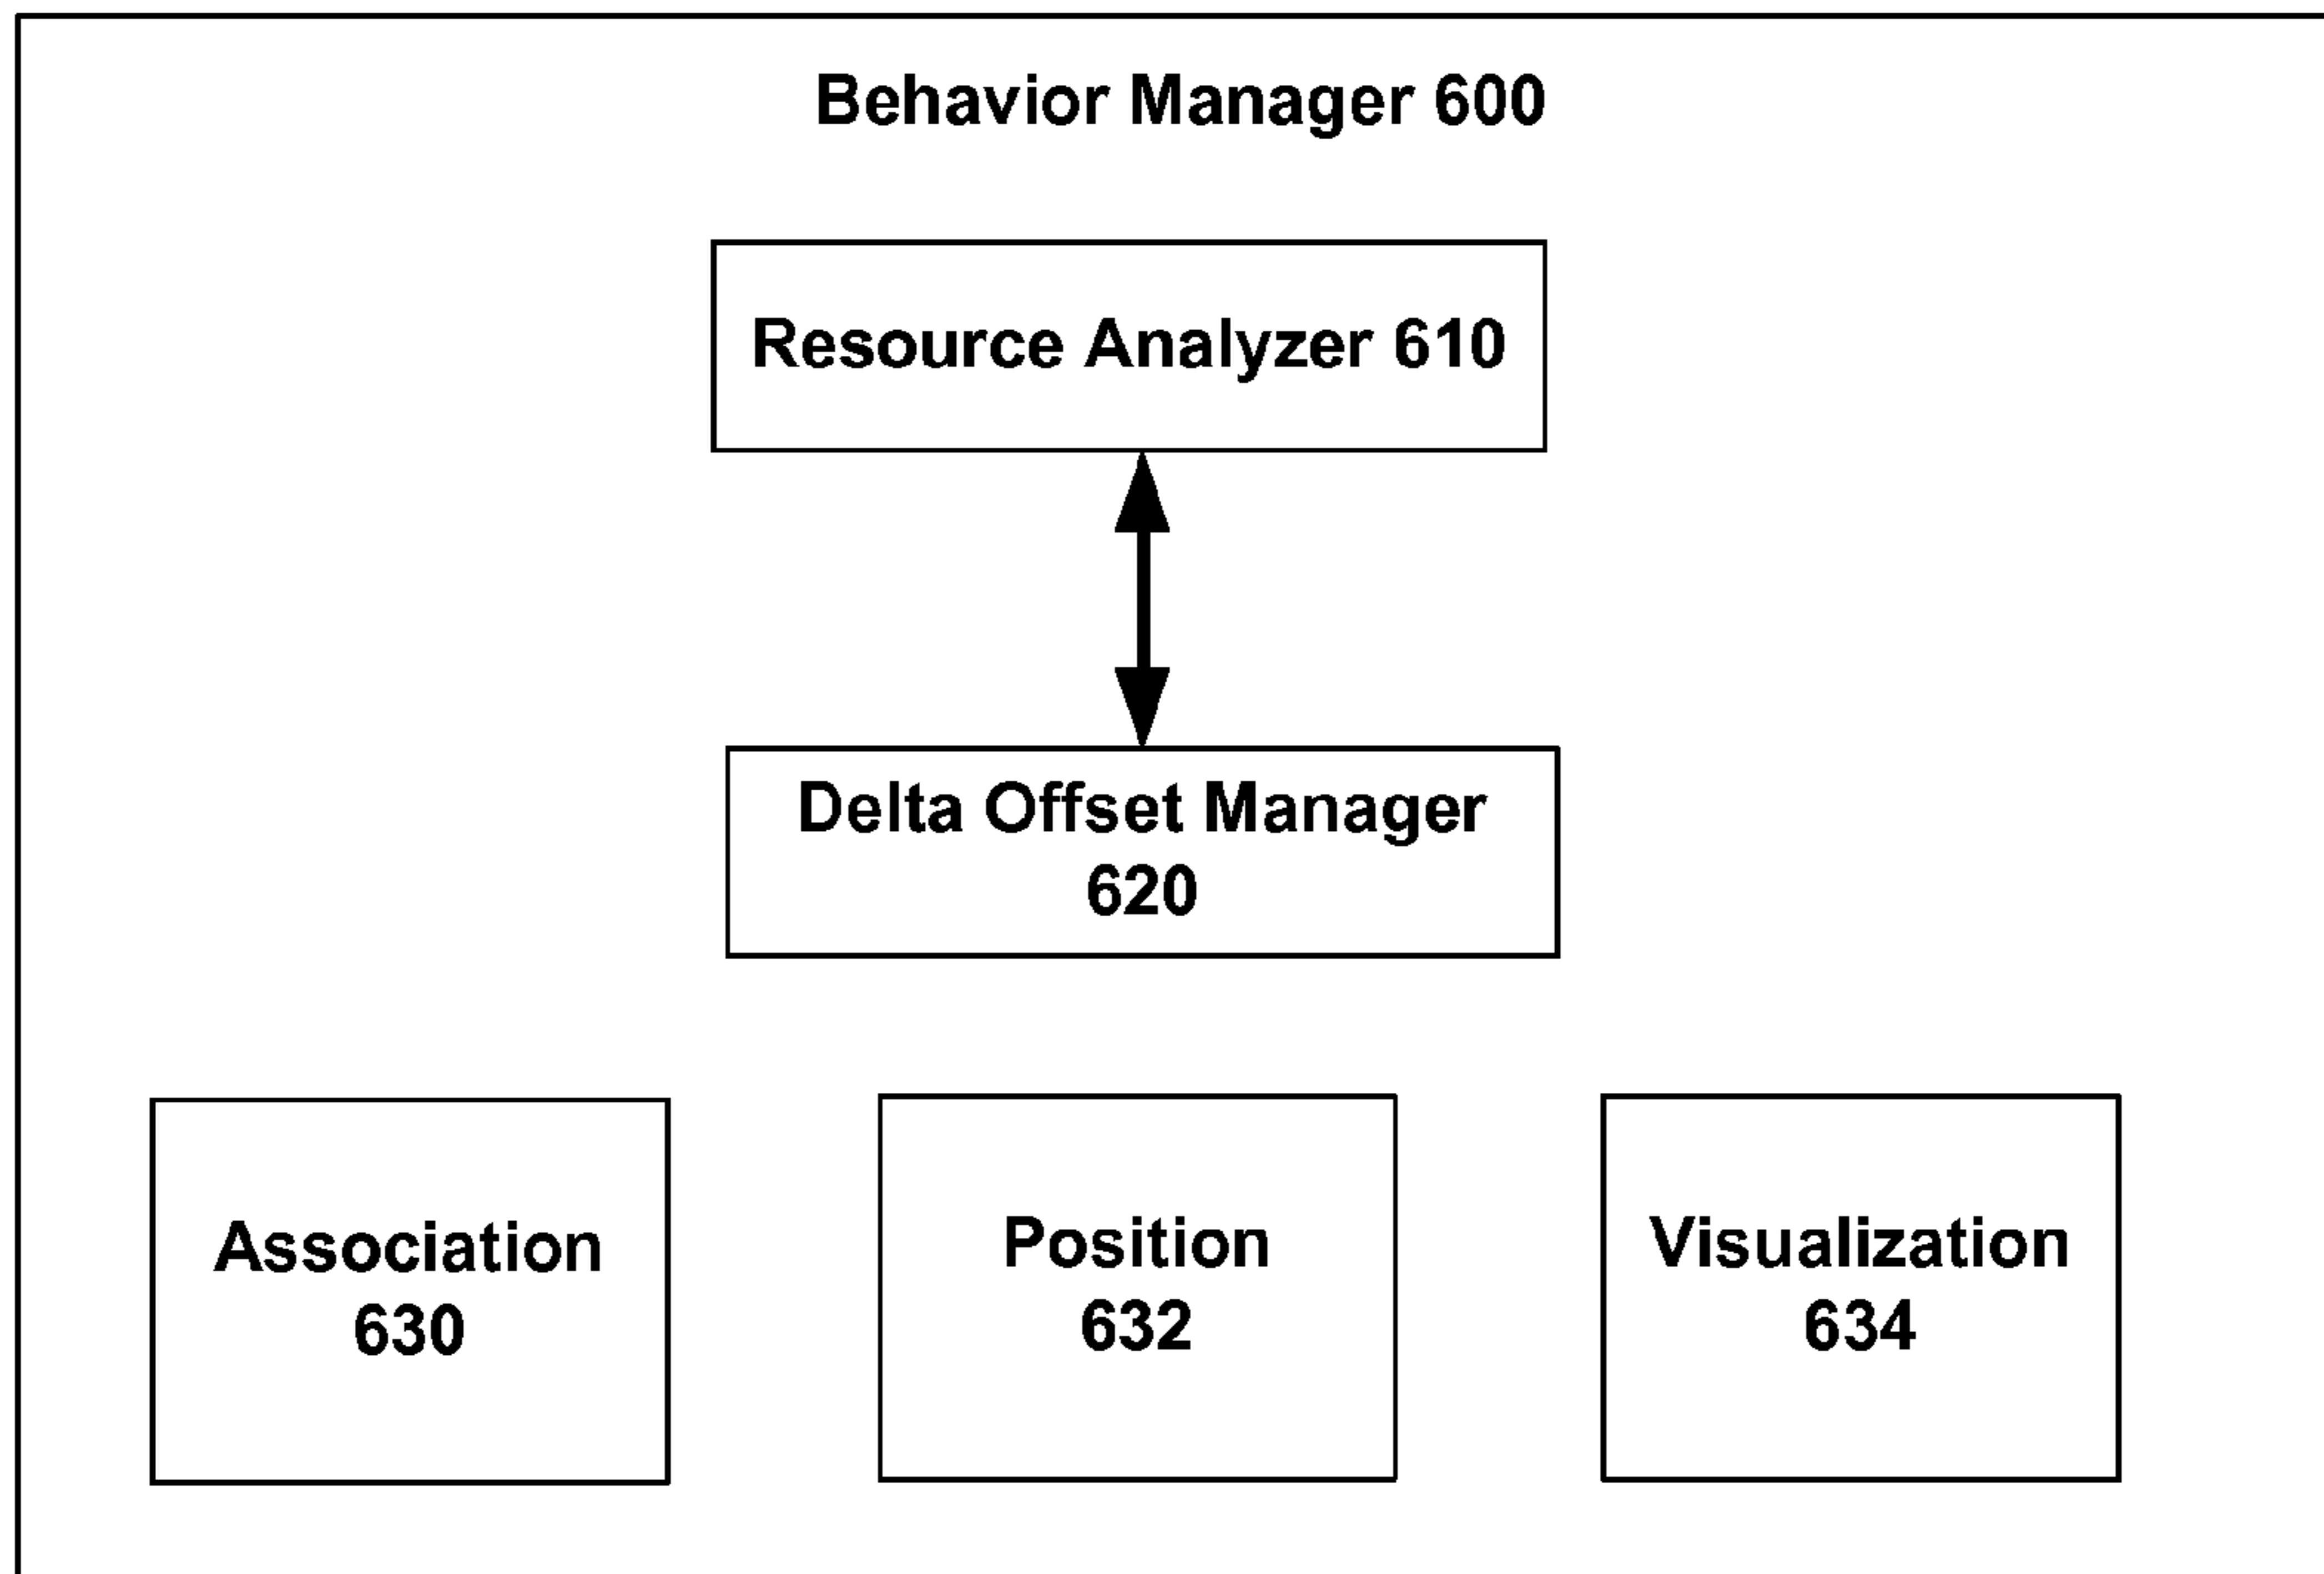 Behavior Manager 600
Resource Analyzer 610
Delta Offset Manager
620
Association
630
Position
632
Visualization
634